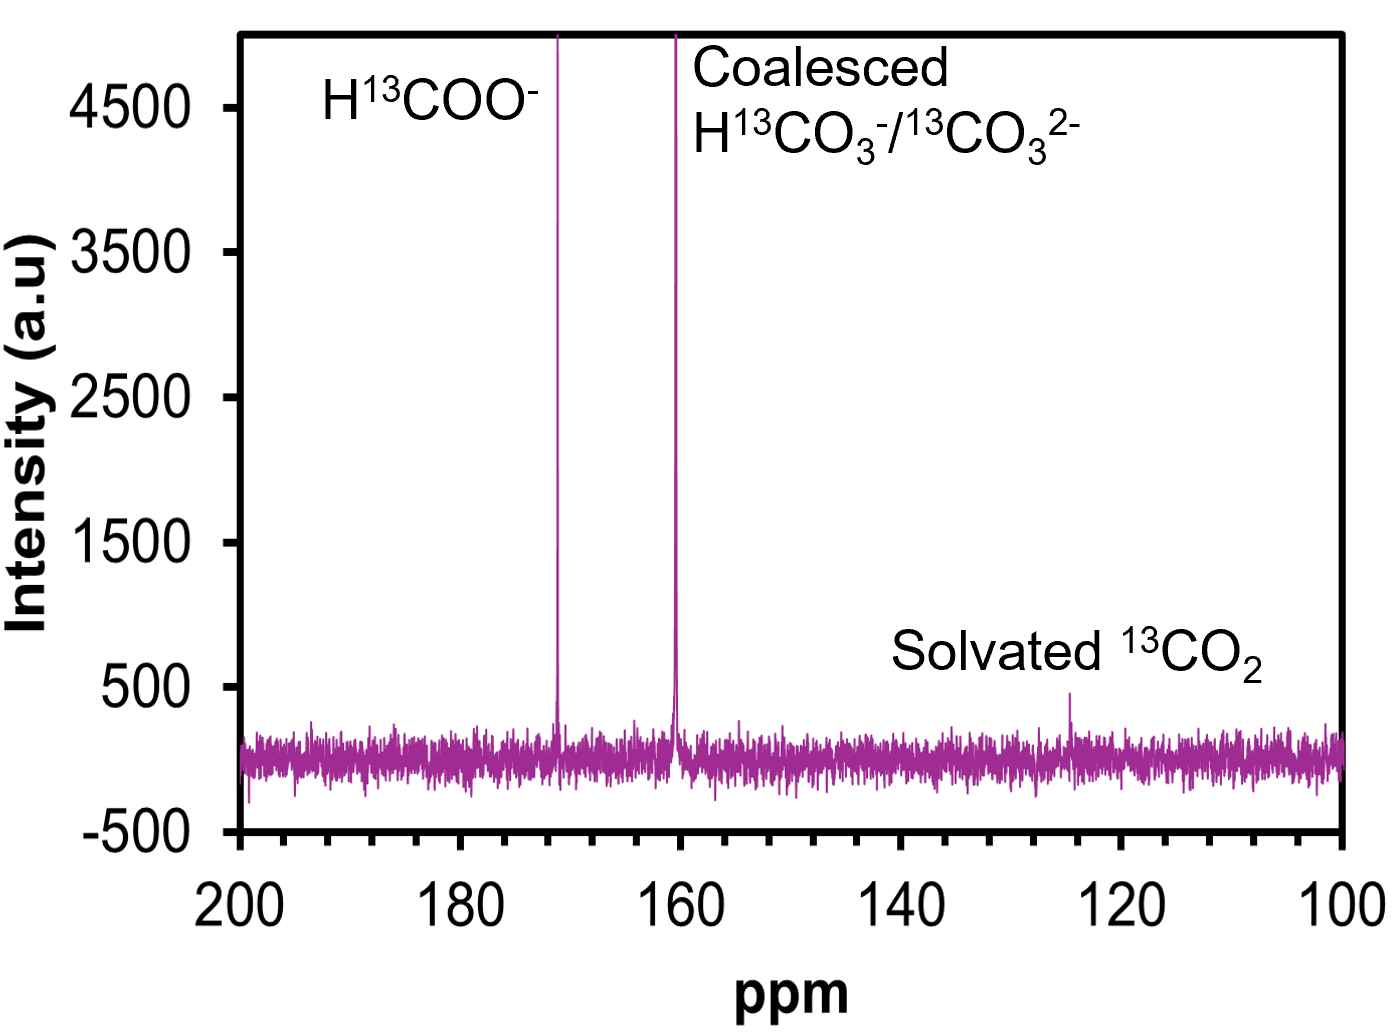 H¹³COO⁻
Coalesced
H¹³CO₃⁻/¹³CO₃²⁻
Solvated ¹³CO₂
Intensity (a.u)
4500
3500
2500
1500
500
-500
200 180 160 140 120 100
ppm